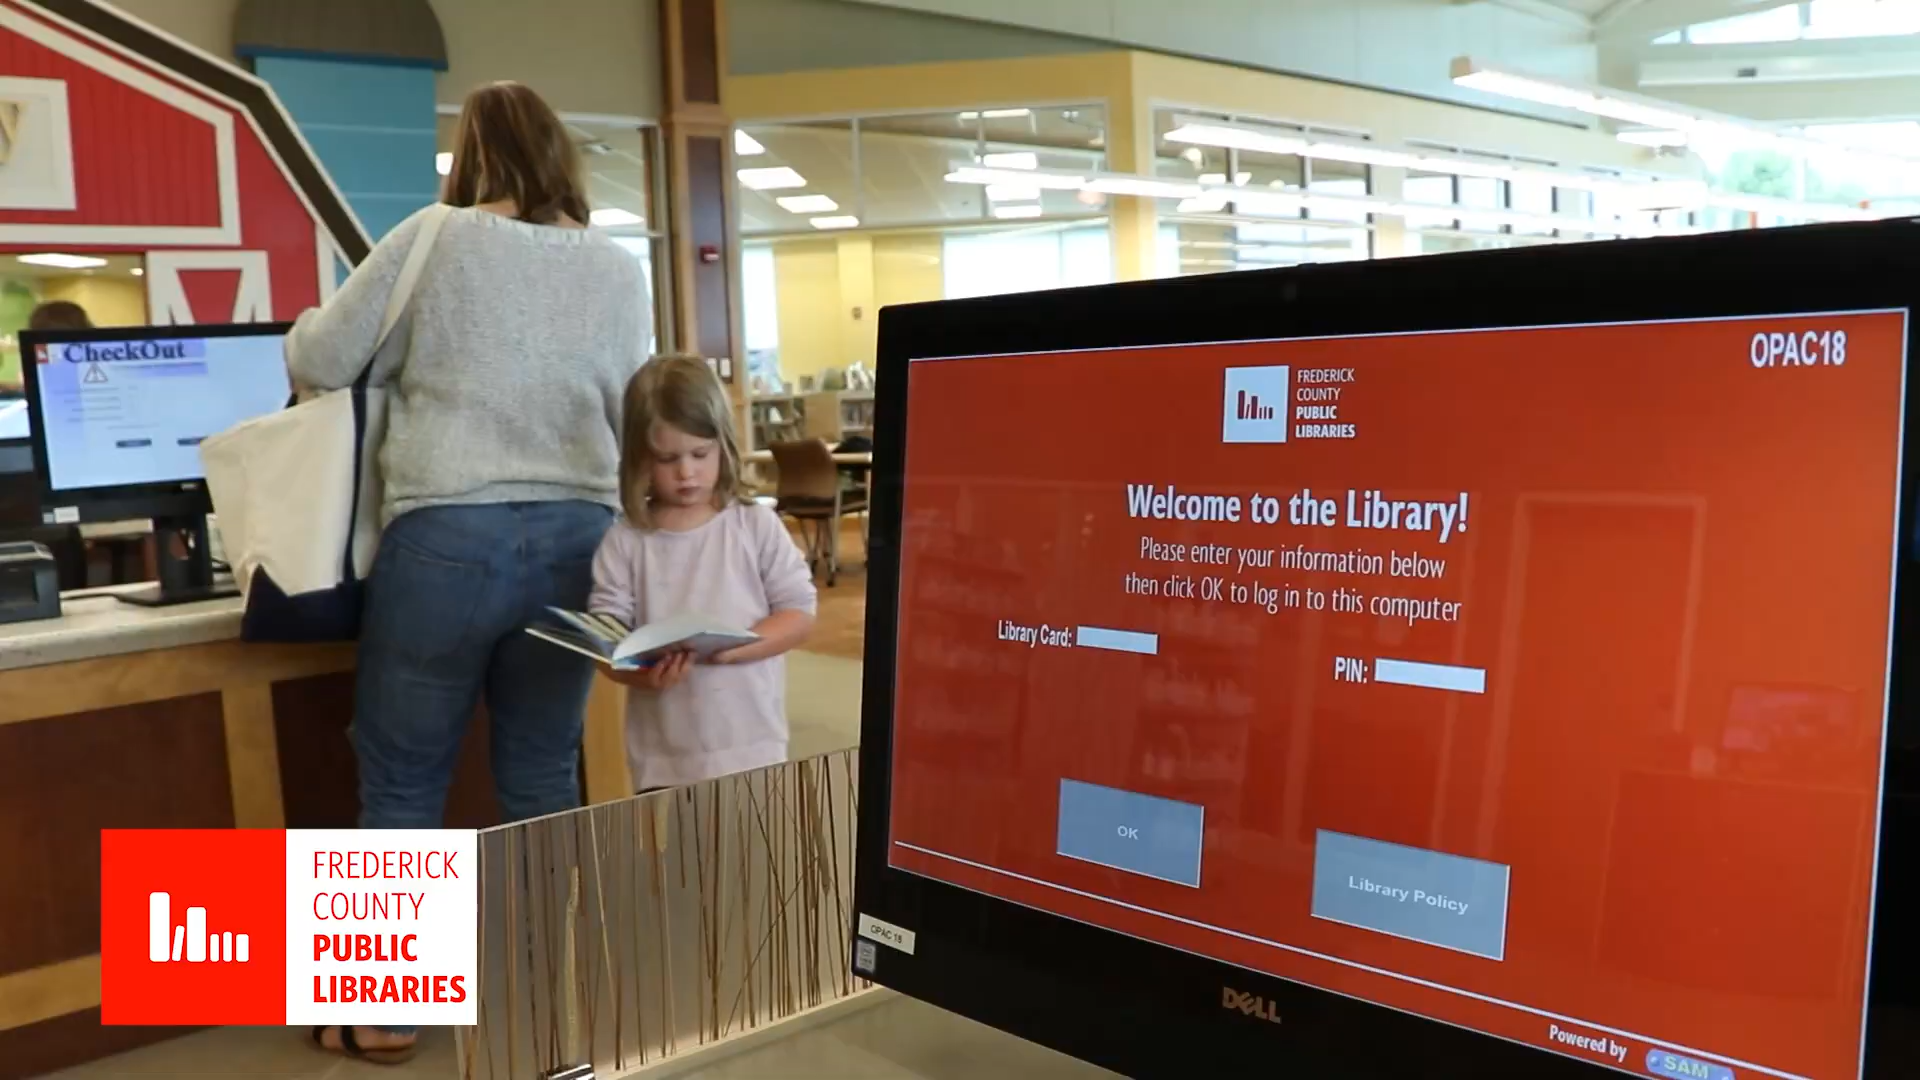 CheckOut
OPAC18
FREDERICK
COUNTY
PUBLIC
LIBRARIES
Welcome to the Library!
Please enter your information below
then click OK to log in to this computer
Library Card:
PIN:
OK
Library Policy
Powered by
SAM
OPAC 18
DELL
FREDERICK
COUNTY
PUBLIC
LIBRARIES